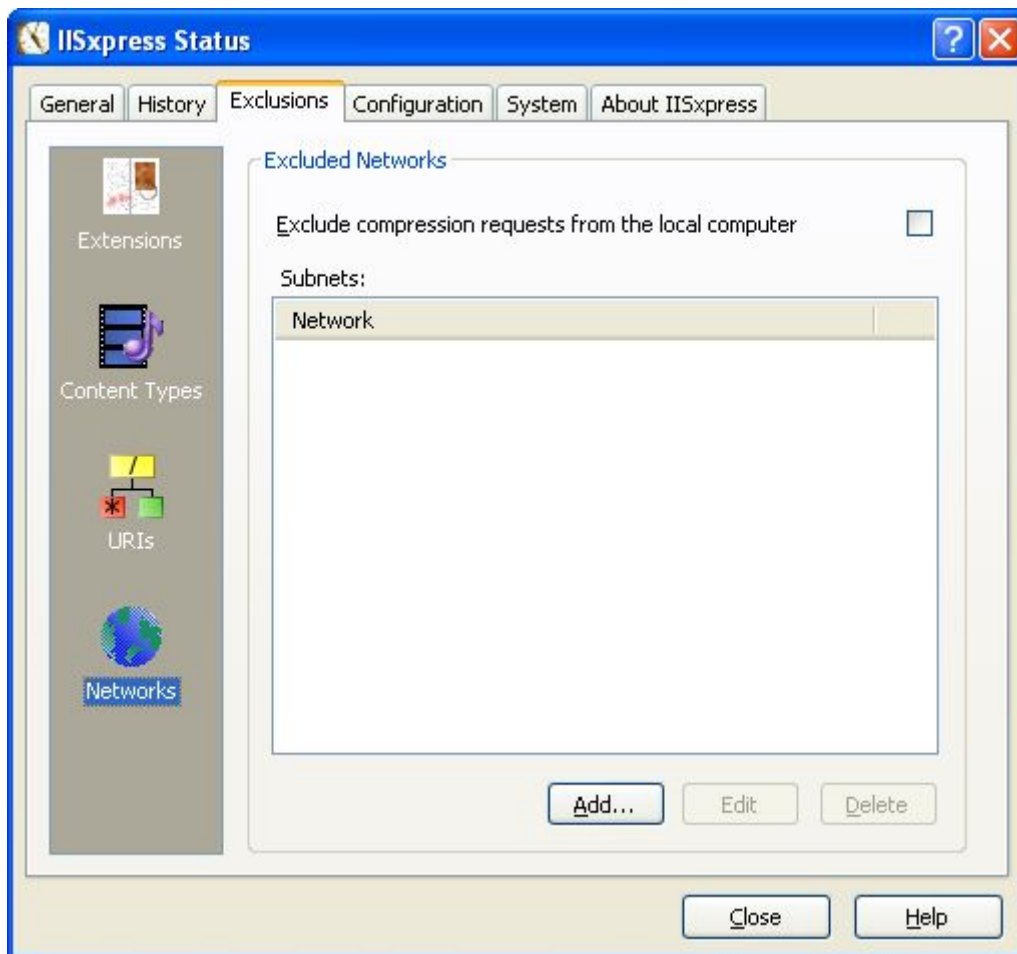 IISxpress Status
General History Exclusions Configuration System About IISxpress
Extensions
Content Types
/
*
URIs
Networks
Excluded Networks
Exclude compression requests from the local computer
Subnets:
Network
Add... Edit Delete
Close Help